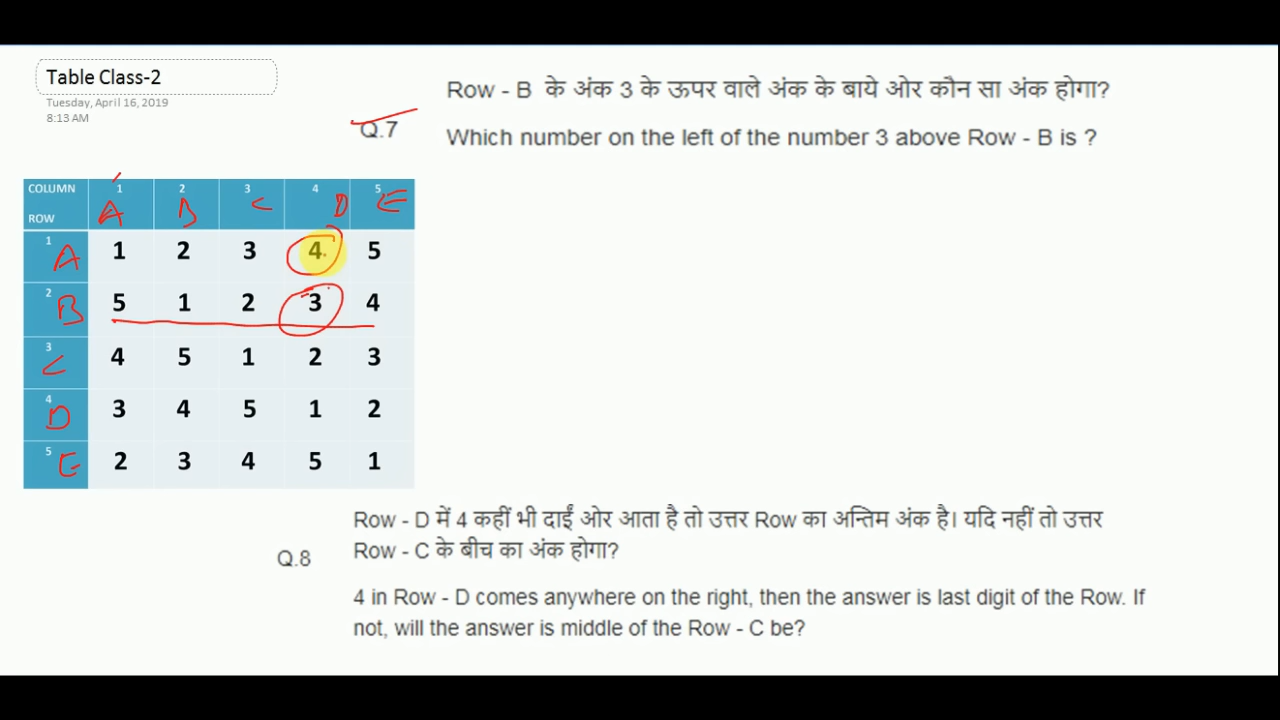 Table Class-2
Tuesday, April 16, 2019
8:13 AM
Row - B के अंक 3 के ऊपर वाले अंक के बाये ओर कौन सा अंक होगा?
Q.7
Which number on the left of the number 3 above Row - B is ?
COLUMN 1 2 3 4 5
ROW A B C D E
1 A 1 2 3 4 5
2 B 5 1 2 3 4
3 C 4 5 1 2 3
4 D 3 4 5 1 2
5 E 2 3 4 5 1
Row - D में 4 कहीं भी दाईं ओर आता है तो उत्तर Row का अन्तिम अंक है। यदि नहीं तो उत्तर
Row - C के बीच का अंक होगा?
Q.8
4 in Row - D comes anywhere on the right, then the answer is last digit of the Row. If
not, will the answer is middle of the Row - C be?